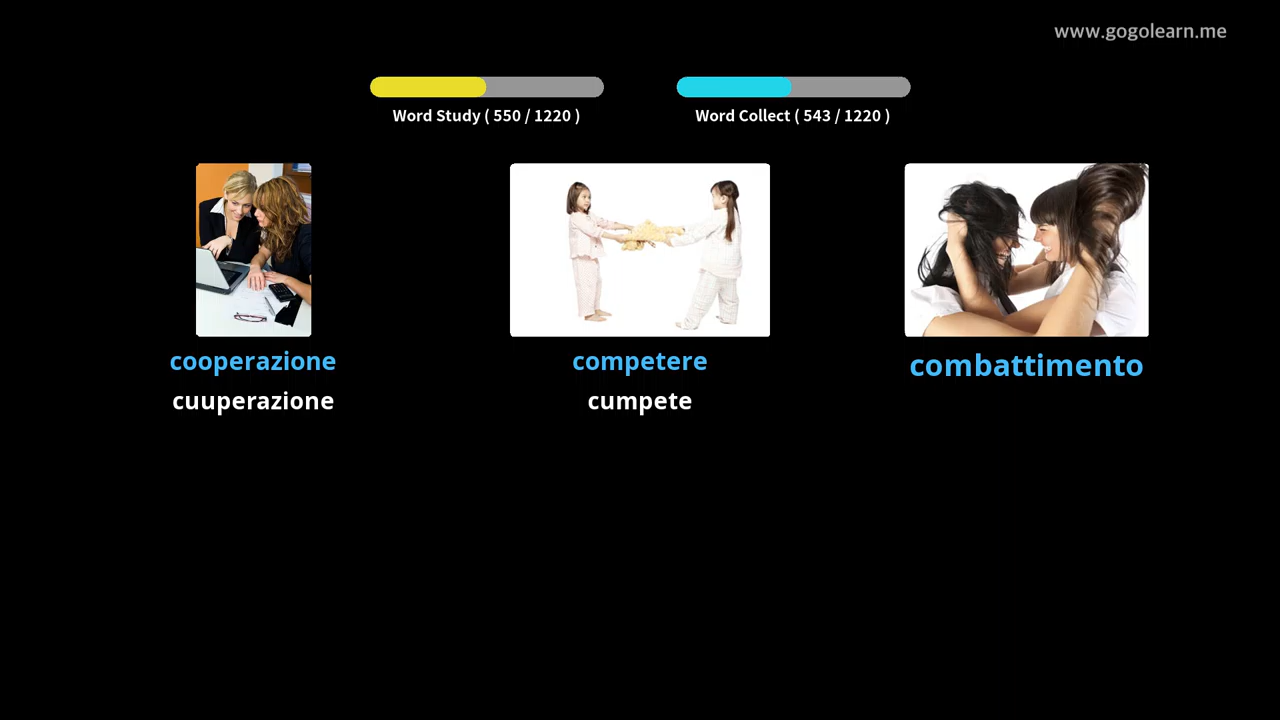 www.gogolearn.me
Word Study ( 550 / 1220 )
Word Collect ( 543 / 1220 )
cooperazione
cuuperazione
competere
cumpete
combattimento